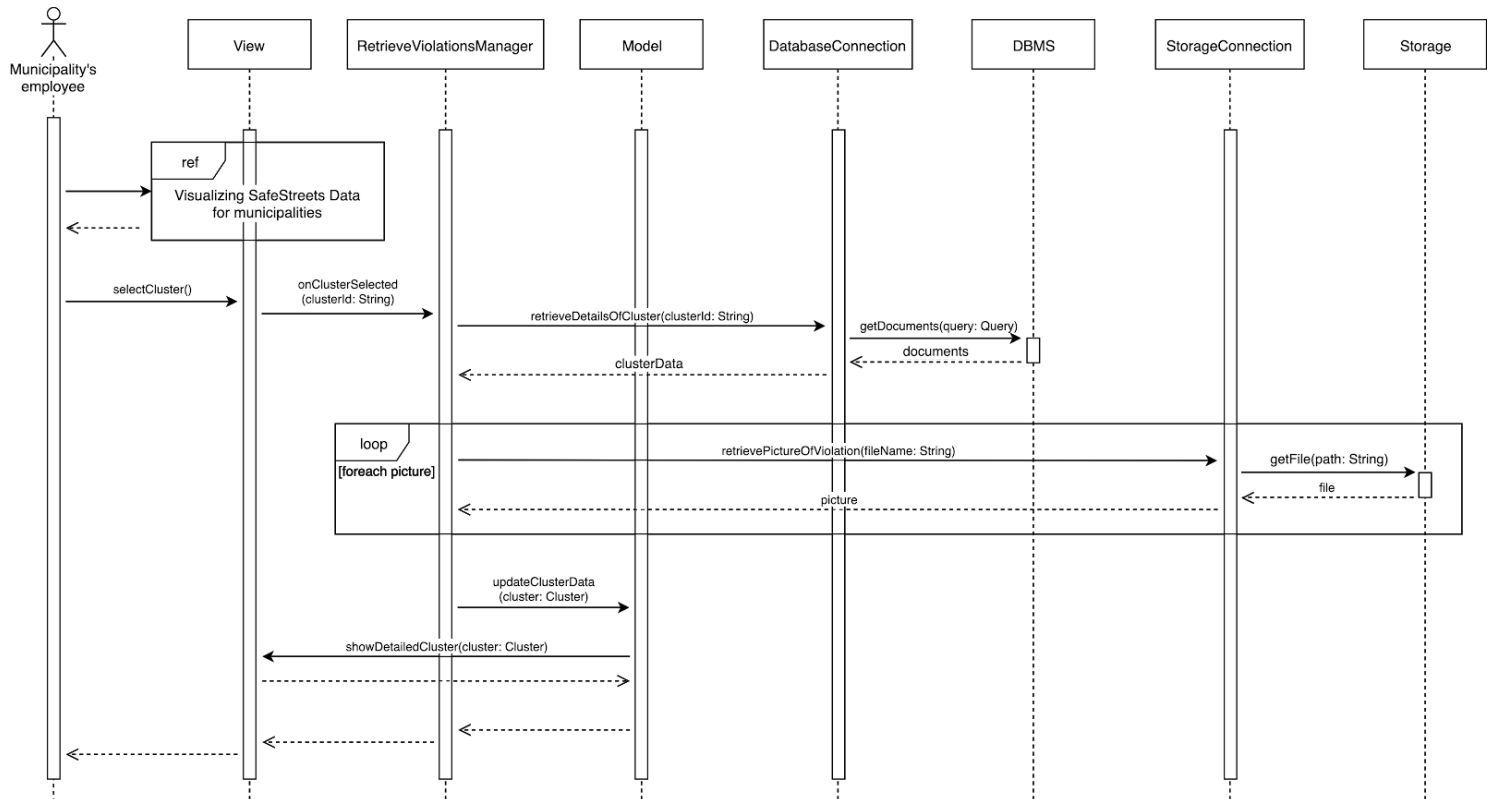 View
RetrieveViolationsManager
Model
DatabaseConnection
DBMS
StorageConnection
Storage
Municipality's
employee
ref
Visualizing SafeStreets Data
for municipalities
selectCluster()
onClusterSelected
(clusterId: String)
retrieveDetailsOfCluster(clusterId: String)
getDocuments(query: Query)
documents
clusterData
loop
[foreach picture]
retrievePictureOfViolation(fileName: String)
getFile(path: String)
file
picture
updateClusterData
(cluster: Cluster)
showDetailedCluster(cluster: Cluster)